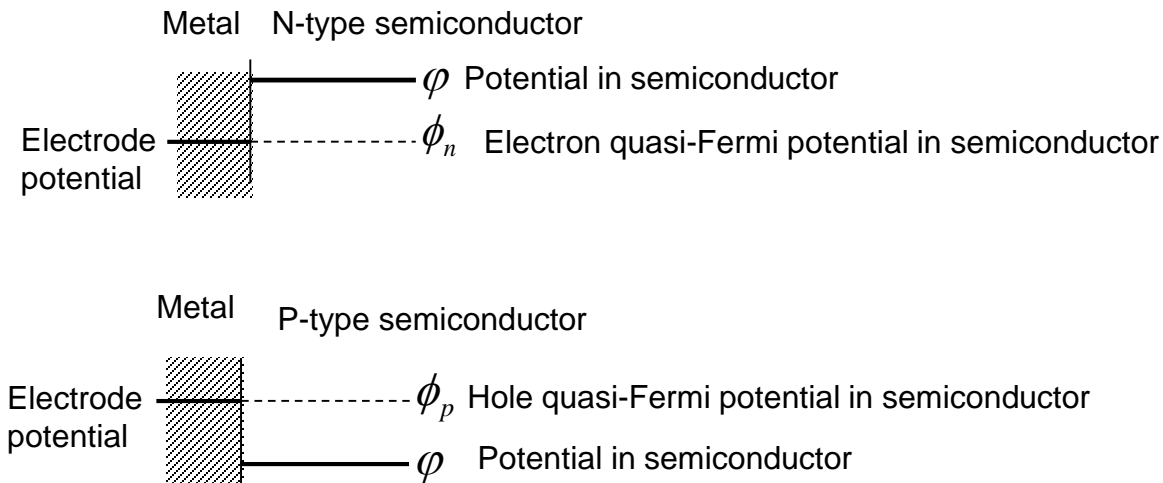 Metal N-type semiconductor
φ Potential in semiconductor
Electrode potential
ϕn Electron quasi-Fermi potential in semiconductor
Metal P-type semiconductor
Electrode potential
ϕp Hole quasi-Fermi potential in semiconductor
φ Potential in semiconductor